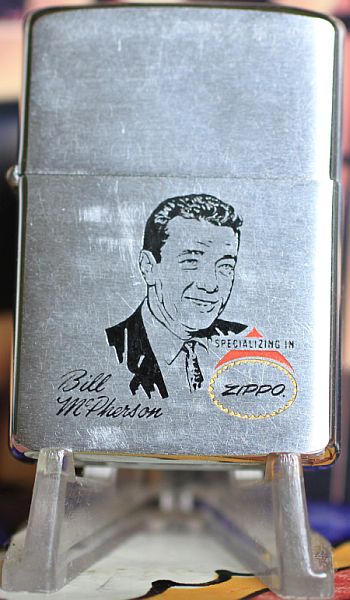 SPECIALIZING IN
ZIPPO.
Bill
McPherson